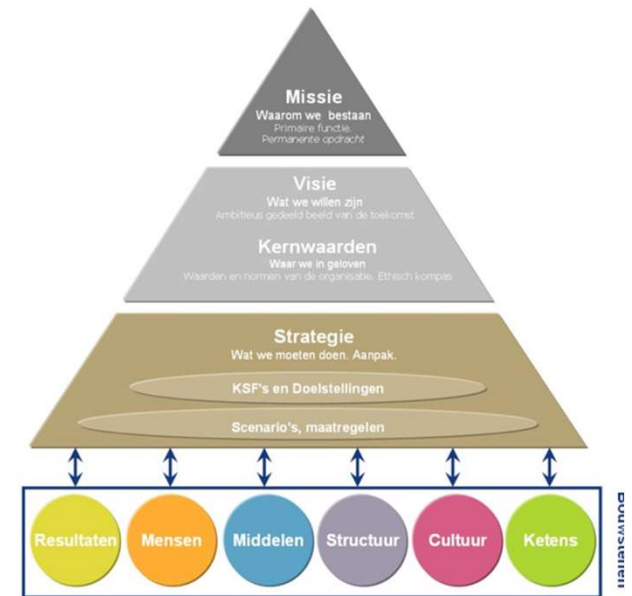 Missie
Waarom we bestaan
Primaire functie.
Permanente opdracht
Visie
Wat we willen zijn
Ambitieus gedeeld beeld van de toekomst
Kernwaarden
Waar we in geloven
Waarden en normen van de organisatie. Ethisch kompas
Strategie
Wat we moeten doen. Aanpak.
KSF's en Doelstellingen
Scenario's, maatregelen
Resultaten
Mensen
Middelen
Structuur
Cultuur
Ketens
Bouwstenen